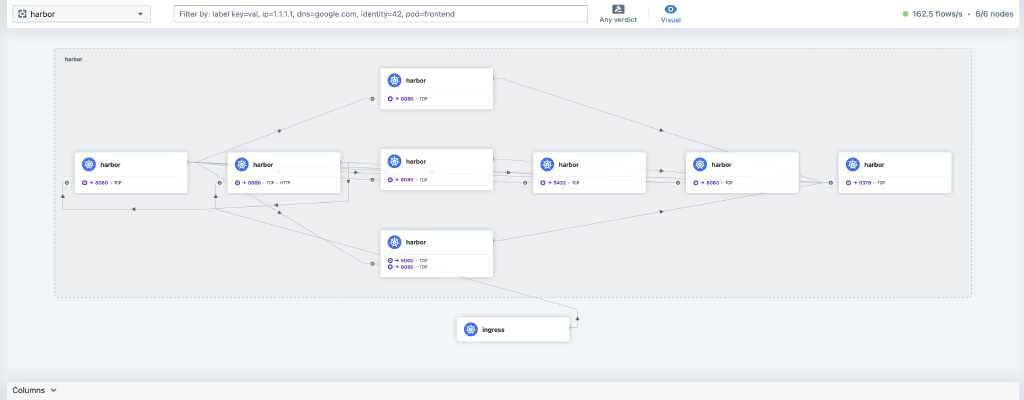 harbor
Filter by: label key=val, ip=1.1.1.1, dns=google.com, identity=42, pod=frontend
Any verdict
Visual
162.5 flows/s • 6/6 nodes
harbor
harbor
→ 8080 • TCP
harbor
→ 8080 • TCP
harbor
→ 8080 • TCP • HTTP
harbor
→ 8080 • TCP
harbor
→ 5432 • TCP
harbor
→ 8080 • TCP
harbor
→ 6379 • TCP
harbor
→ 5000 • TCP
→ 8080 • TCP
ingress
Columns